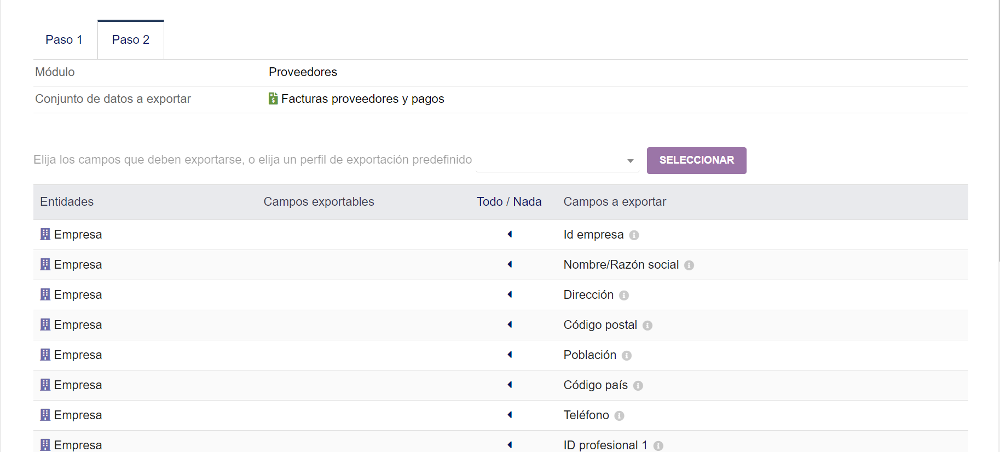 Paso 1 Paso 2
Módulo Proveedores
Conjunto de datos a exportar Facturas proveedores y pagos
Elija los campos que deben exportarse, o elija un perfil de exportación predefinido SELECCIONAR
Entidades Campos exportables Todo / Nada Campos a exportar
Empresa Id empresa
Empresa Nombre/Razón social
Empresa Dirección
Empresa Código postal
Empresa Población
Empresa Código país
Empresa Teléfono
Empresa ID profesional 1